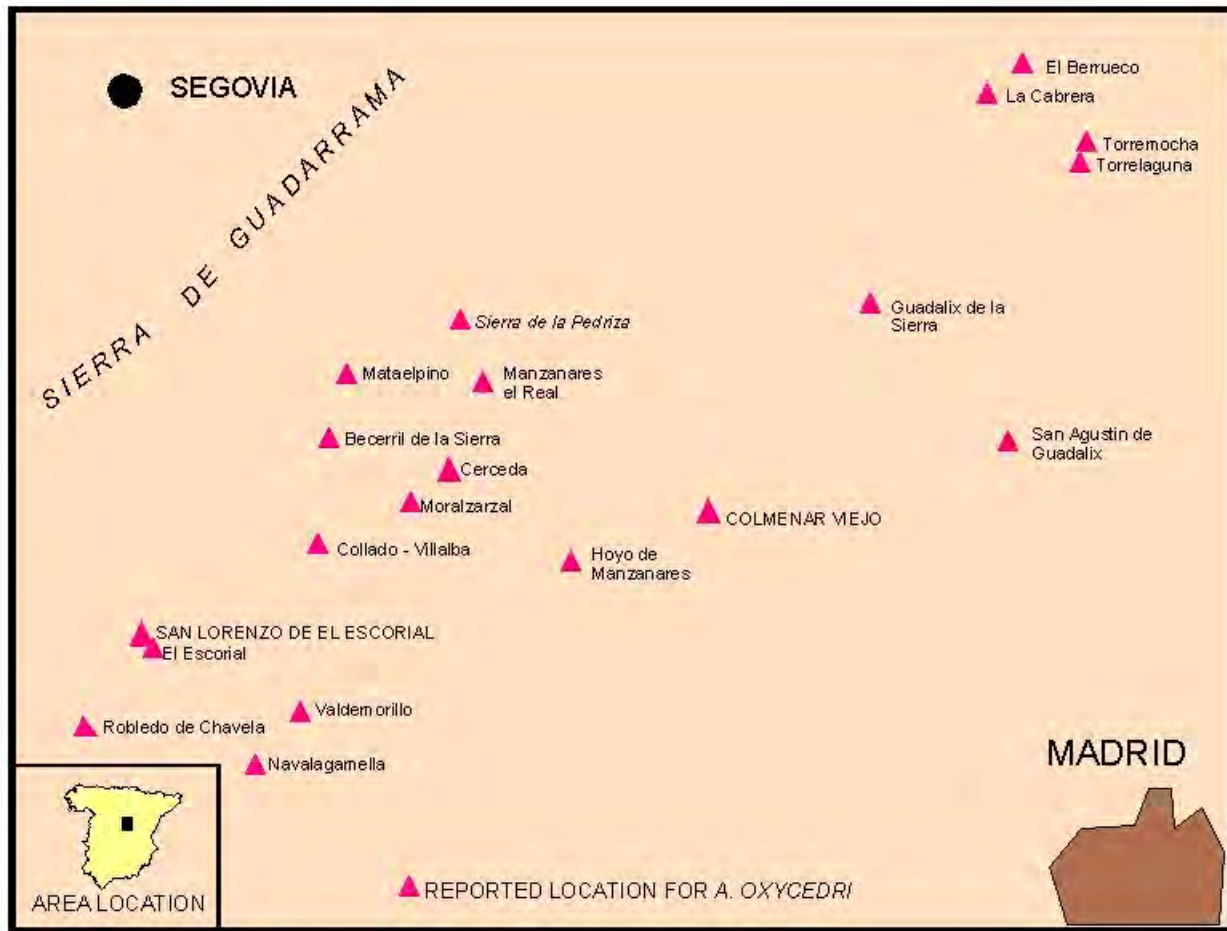 SEGOVIA
SIERRA DE GUADARRAMA
El Berrueco
La Cabrera
Torremocha
Torrelaguna
Guadalix de la
Sierra
Sierra de la Pedriza
Mataelpino
Manzanares
el Real
Becerril de la Sierra
San Agustin de
Guadalix
Cerceda
Moralzarzal
COLMENAR VIEJO
Collado - Villalba
Hoyo de
Manzanares
SAN LORENZO DE EL ESCORIAL
El Escorial
Valdemorillo
Robledo de Chavela
Navalagamella
MADRID
AREA LOCATION
REPORTED LOCATION FOR A. OXYCEDRI